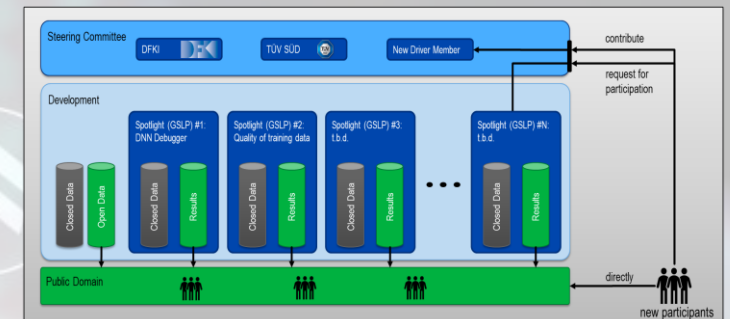 Steering Committee
DFKI
DFK
TÜV SÜD
New Driver Member
contribute
request for
participation
Development
Spotlight (GSLP) #1:
DNN Debugger
Spotlight (GSLP) #2:
Quality of training data
Spotlight (GSLP) #3:
t.b.d.
Spotlight (GSLP) #N:
t.b.d.
Closed Data
Open Data
Closed Data
Results
Closed Data
Results
Closed Data
Results
Closed Data
Results
Public Domain
directly
new participants